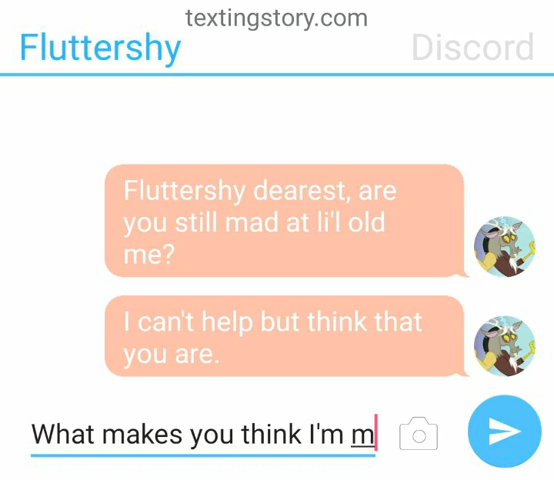 textingstory.com
Fluttershy Discord
Fluttershy dearest, are
you still mad at li'l old
me?
I can't help but think that
you are.
What makes you think I'm m